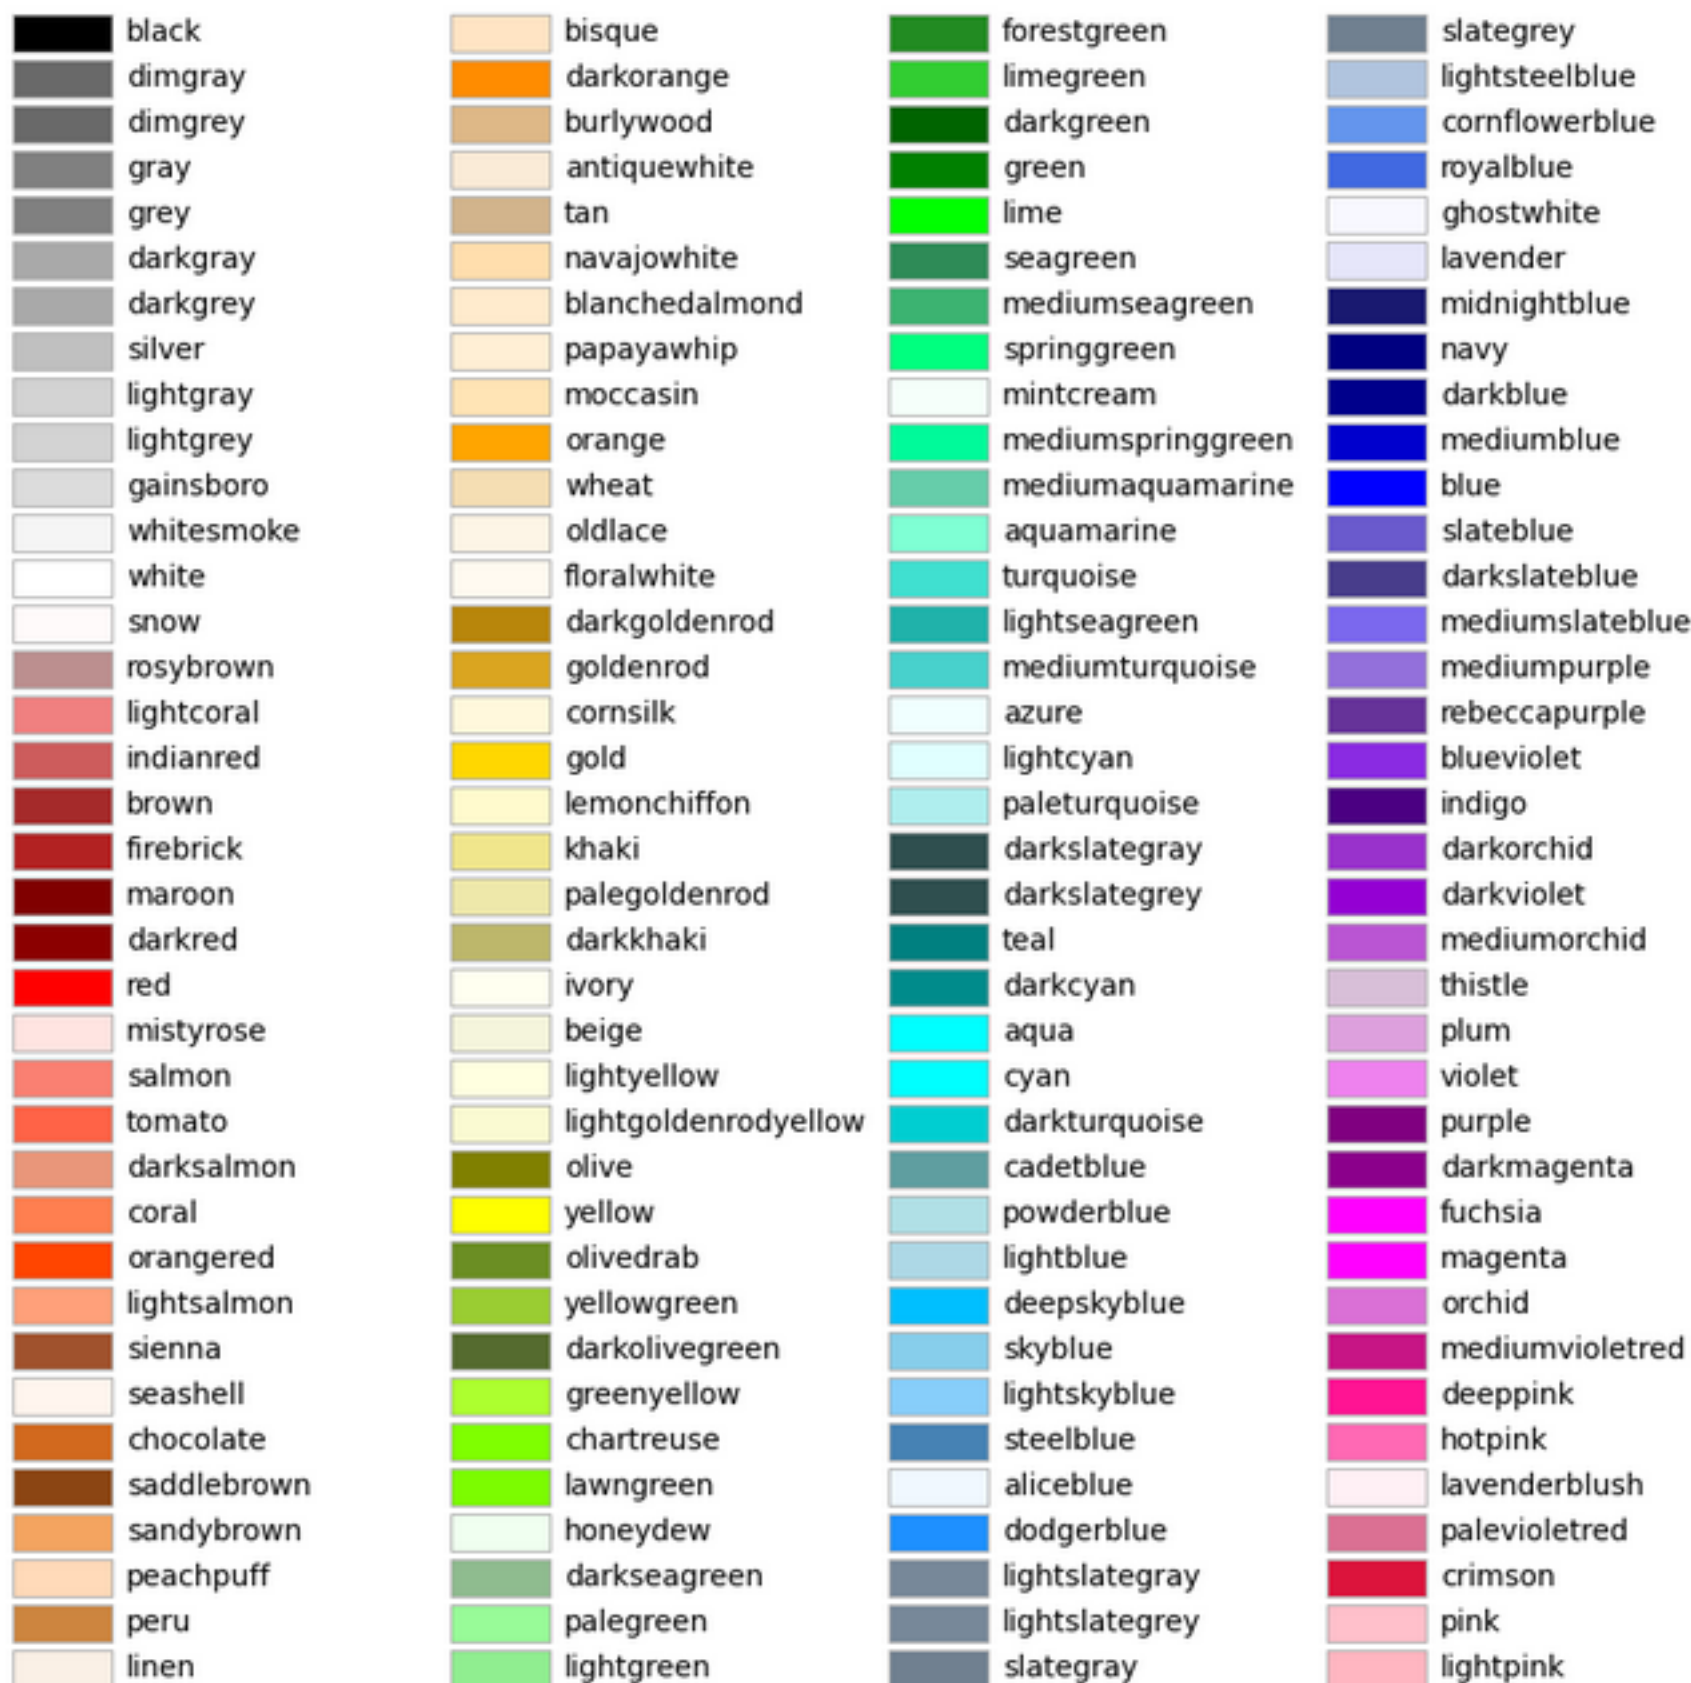 black
dimgray
dimgrey
gray
grey
darkgray
darkgrey
silver
lightgray
lightgrey
gainsboro
whitesmoke
white
snow
rosybrown
lightcoral
indianred
brown
firebrick
maroon
darkred
red
mistyrose
salmon
tomato
darksalmon
coral
orangered
lightsalmon
sienna
seashell
chocolate
saddlebrown
sandybrown
peachpuff
peru
linen
bisque
darkorange
burlywood
antiquewhite
tan
navajowhite
blanchedalmond
papayawhip
moccasin
orange
wheat
oldlace
floralwhite
darkgoldenrod
goldenrod
cornsilk
gold
lemonchiffon
khaki
palegoldenrod
darkkhaki
ivory
beige
lightyellow
lightgoldenrodyellow
olive
yellow
olivedrab
yellowgreen
darkolivegreen
greenyellow
chartreuse
lawngreen
honeydew
darkseagreen
palegreen
lightgreen
forestgreen
limegreen
darkgreen
green
lime
seagreen
mediumseagreen
springgreen
mintcream
mediumspringgreen
mediumaquamarine
aquamarine
turquoise
lightseagreen
mediumturquoise
azure
lightcyan
paleturquoise
darkslategray
darkslategrey
teal
darkcyan
aqua
cyan
darkturquoise
cadetblue
powderblue
lightblue
deepskyblue
skyblue
lightskyblue
steelblue
aliceblue
dodgerblue
lightslategray
lightslategrey
slategray
slategrey
lightsteelblue
cornflowerblue
royalblue
ghostwhite
lavender
midnightblue
navy
darkblue
mediumblue
blue
slateblue
darkslateblue
mediumslateblue
mediumpurple
rebeccapurple
blueviolet
indigo
darkorchid
darkviolet
mediumorchid
thistle
plum
violet
purple
darkmagenta
fuchsia
magenta
orchid
mediumvioletred
deeppink
hotpink
lavenderblush
palevioletred
crimson
pink
lightpink